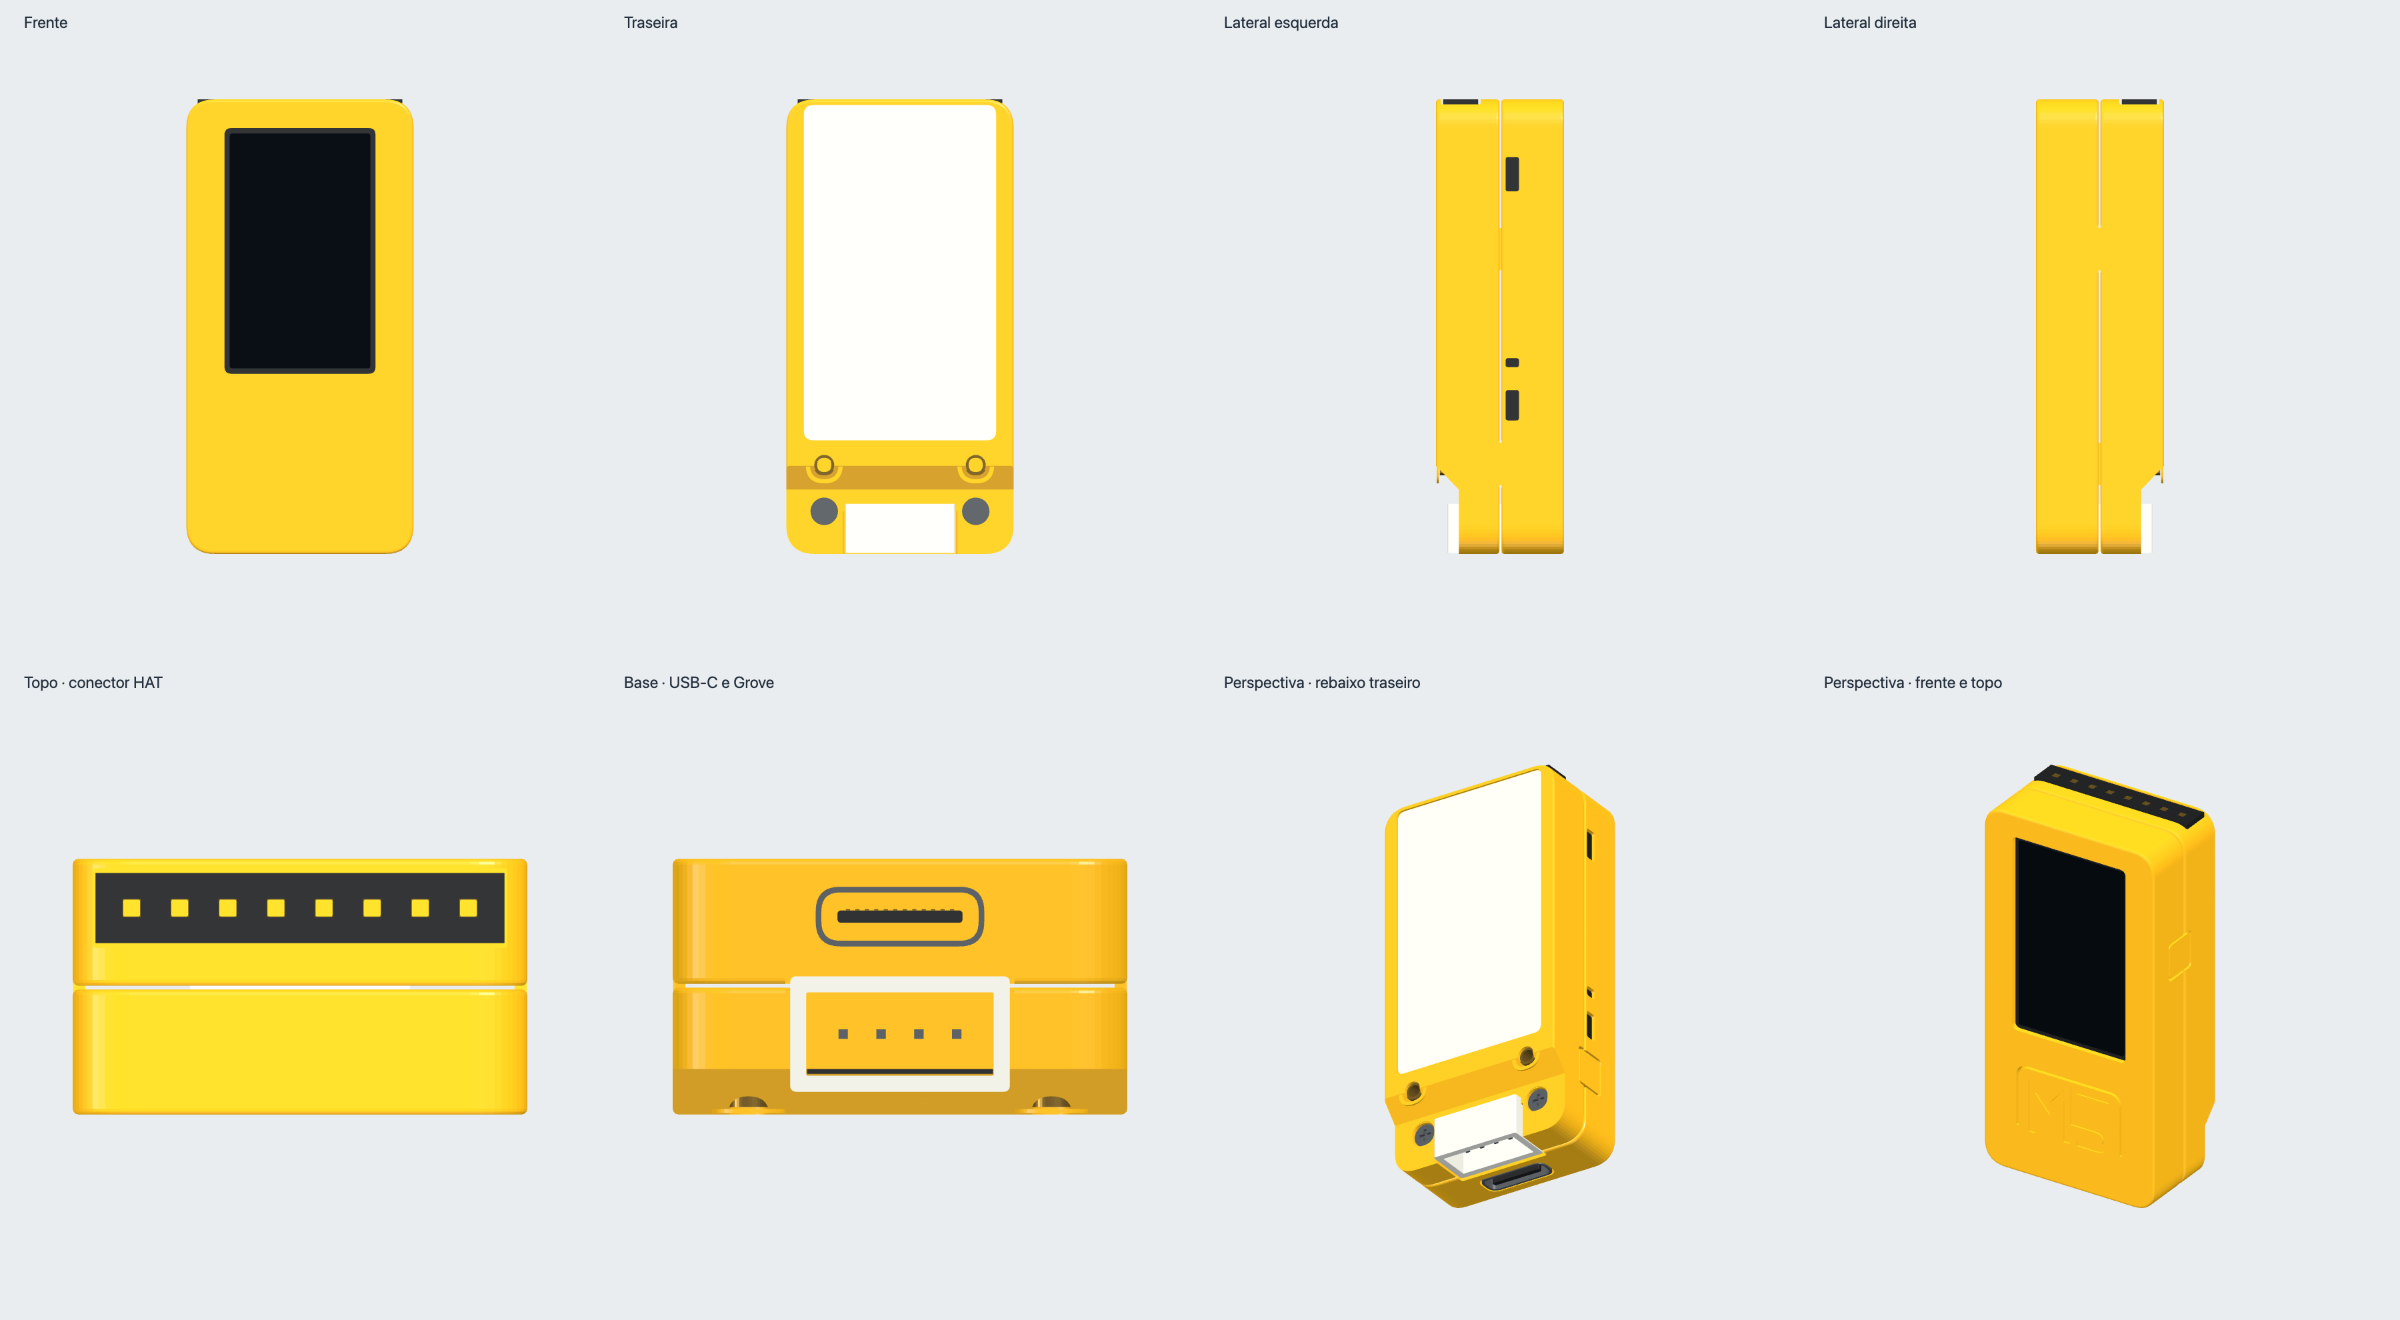 Frente
Traseira
Lateral esquerda
Lateral direita
Topo · conector HAT
Base · USB-C e Grove
Perspectiva · rebaixo traseiro
Perspectiva · frente e topo